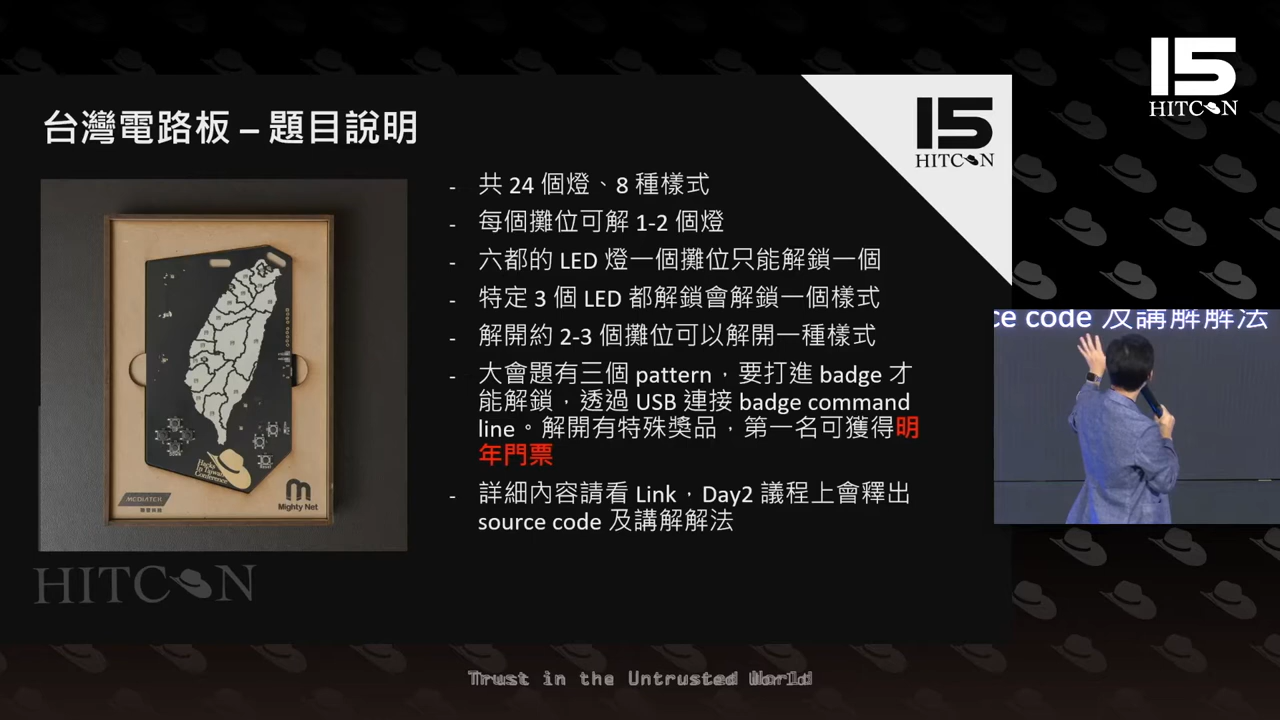 15
HITCON
台灣電路板 – 題目說明
15
HITCON
- 共 24 個燈、8 種樣式
- 每個攤位可解 1-2 個燈
- 六都的 LED 燈一個攤位只能解鎖一個
- 特定 3 個 LED 都解鎖會解鎖一個樣式
- 解開約 2-3 個攤位可以解開一種樣式
- 大會題有三個 pattern，要打進 badge 才
能解鎖，透過 USB 連接 badge command
line。解開有特殊獎品，第一名可獲得明
年門票
- 詳細內容請看 Link，Day2 議程上會釋出
source code 及講解解法
Hacks
In Taiwan
Conference
MEDIATEK
Mighty Net
ce code 及講解解法
HITCON
Trust in the Untrusted World